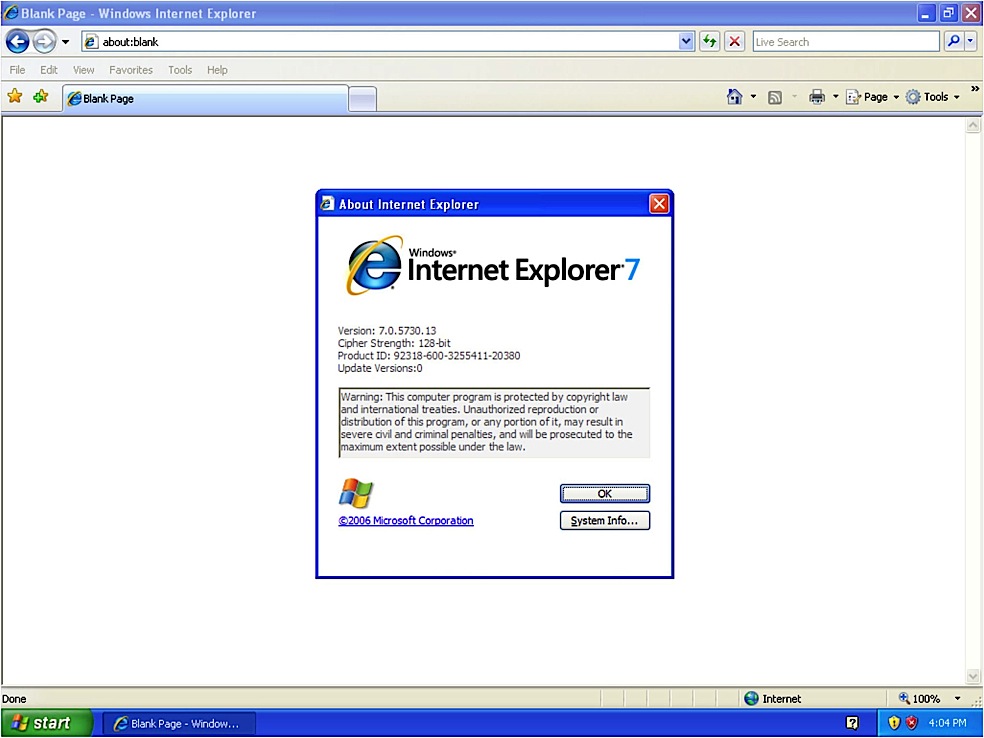 Blank Page - Windows Internet Explorer
about:blank
Live Search
File Edit View Favorites Tools Help
Blank Page
Page Tools »
About Internet Explorer
Windows®
Internet Explorer 7
Version: 7.0.5730.13
Cipher Strength: 128-bit
Product ID: 92318-600-3255411-20380
Update Versions:0
Warning: This computer program is protected by copyright law
and international treaties. Unauthorized reproduction or
distribution of this program, or any portion of it, may result in
severe civil and criminal penalties, and will be prosecuted to the
maximum extent possible under the law.
OK
©2006 Microsoft Corporation
System Info...
Done
Internet
100%
start
Blank Page - Window...
4:04 PM